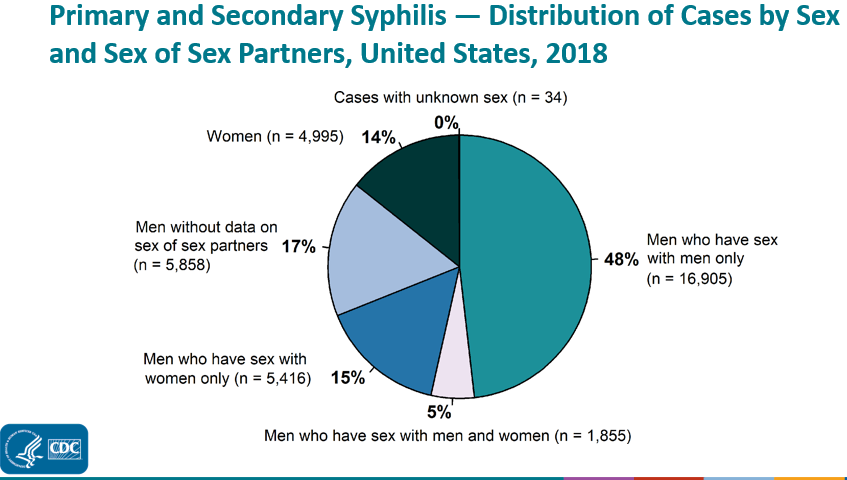 Primary and Secondary Syphilis — Distribution of Cases by Sex
and Sex of Sex Partners, United States, 2018
Cases with unknown sex (n = 34)
0%
Women (n = 4,995) 14%
Men without data on
sex of sex partners 17%
(n = 5,858)
48%
Men who have sex
with men only
(n = 16,905)
Men who have sex with
women only (n = 5,416) 15%
5%
Men who have sex with men and women (n = 1,855)
CDC